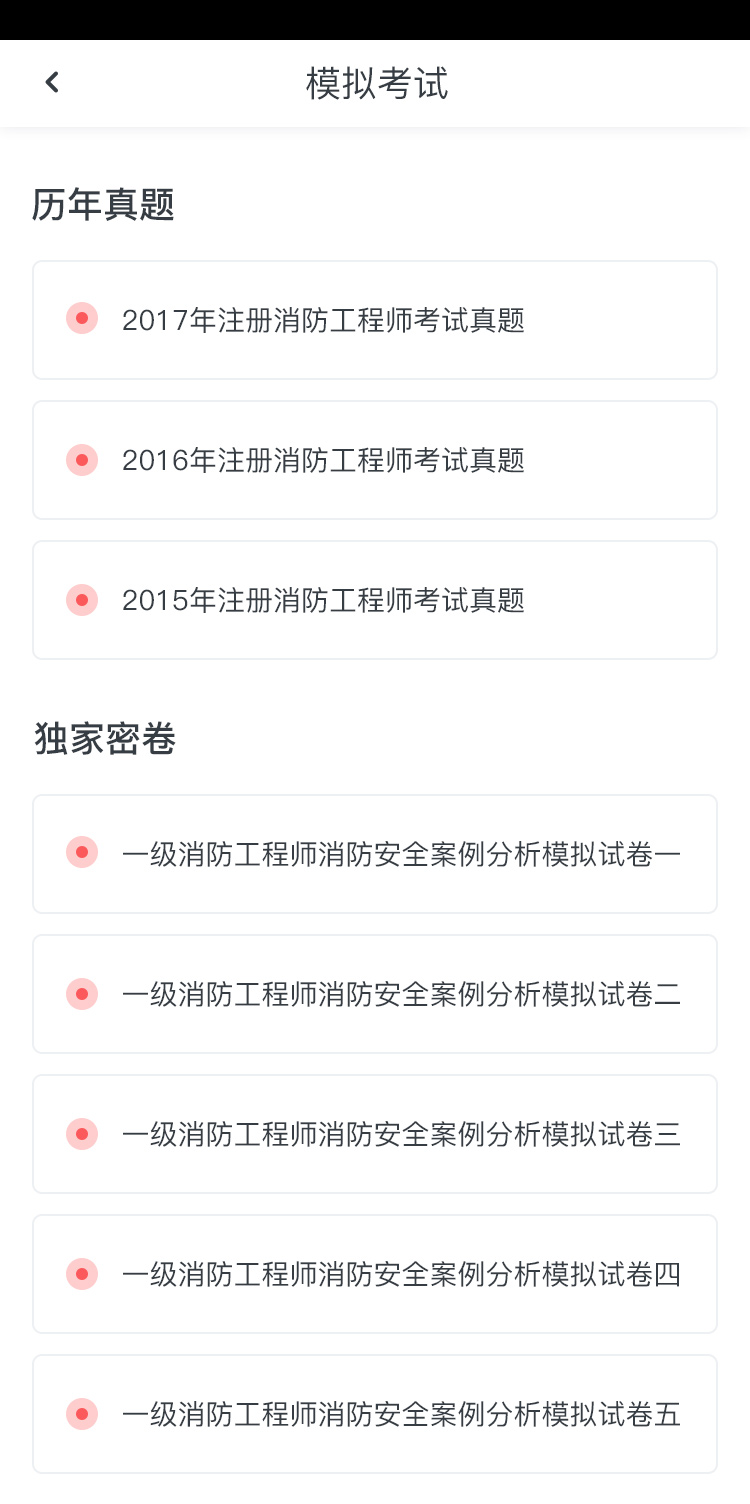 模拟考试
历年真题
2017年注册消防工程师考试真题
2016年注册消防工程师考试真题
2015年注册消防工程师考试真题
独家密卷
一级消防工程师消防安全案例分析模拟试卷一
一级消防工程师消防安全案例分析模拟试卷二
一级消防工程师消防安全案例分析模拟试卷三
一级消防工程师消防安全案例分析模拟试卷四
一级消防工程师消防安全案例分析模拟试卷五